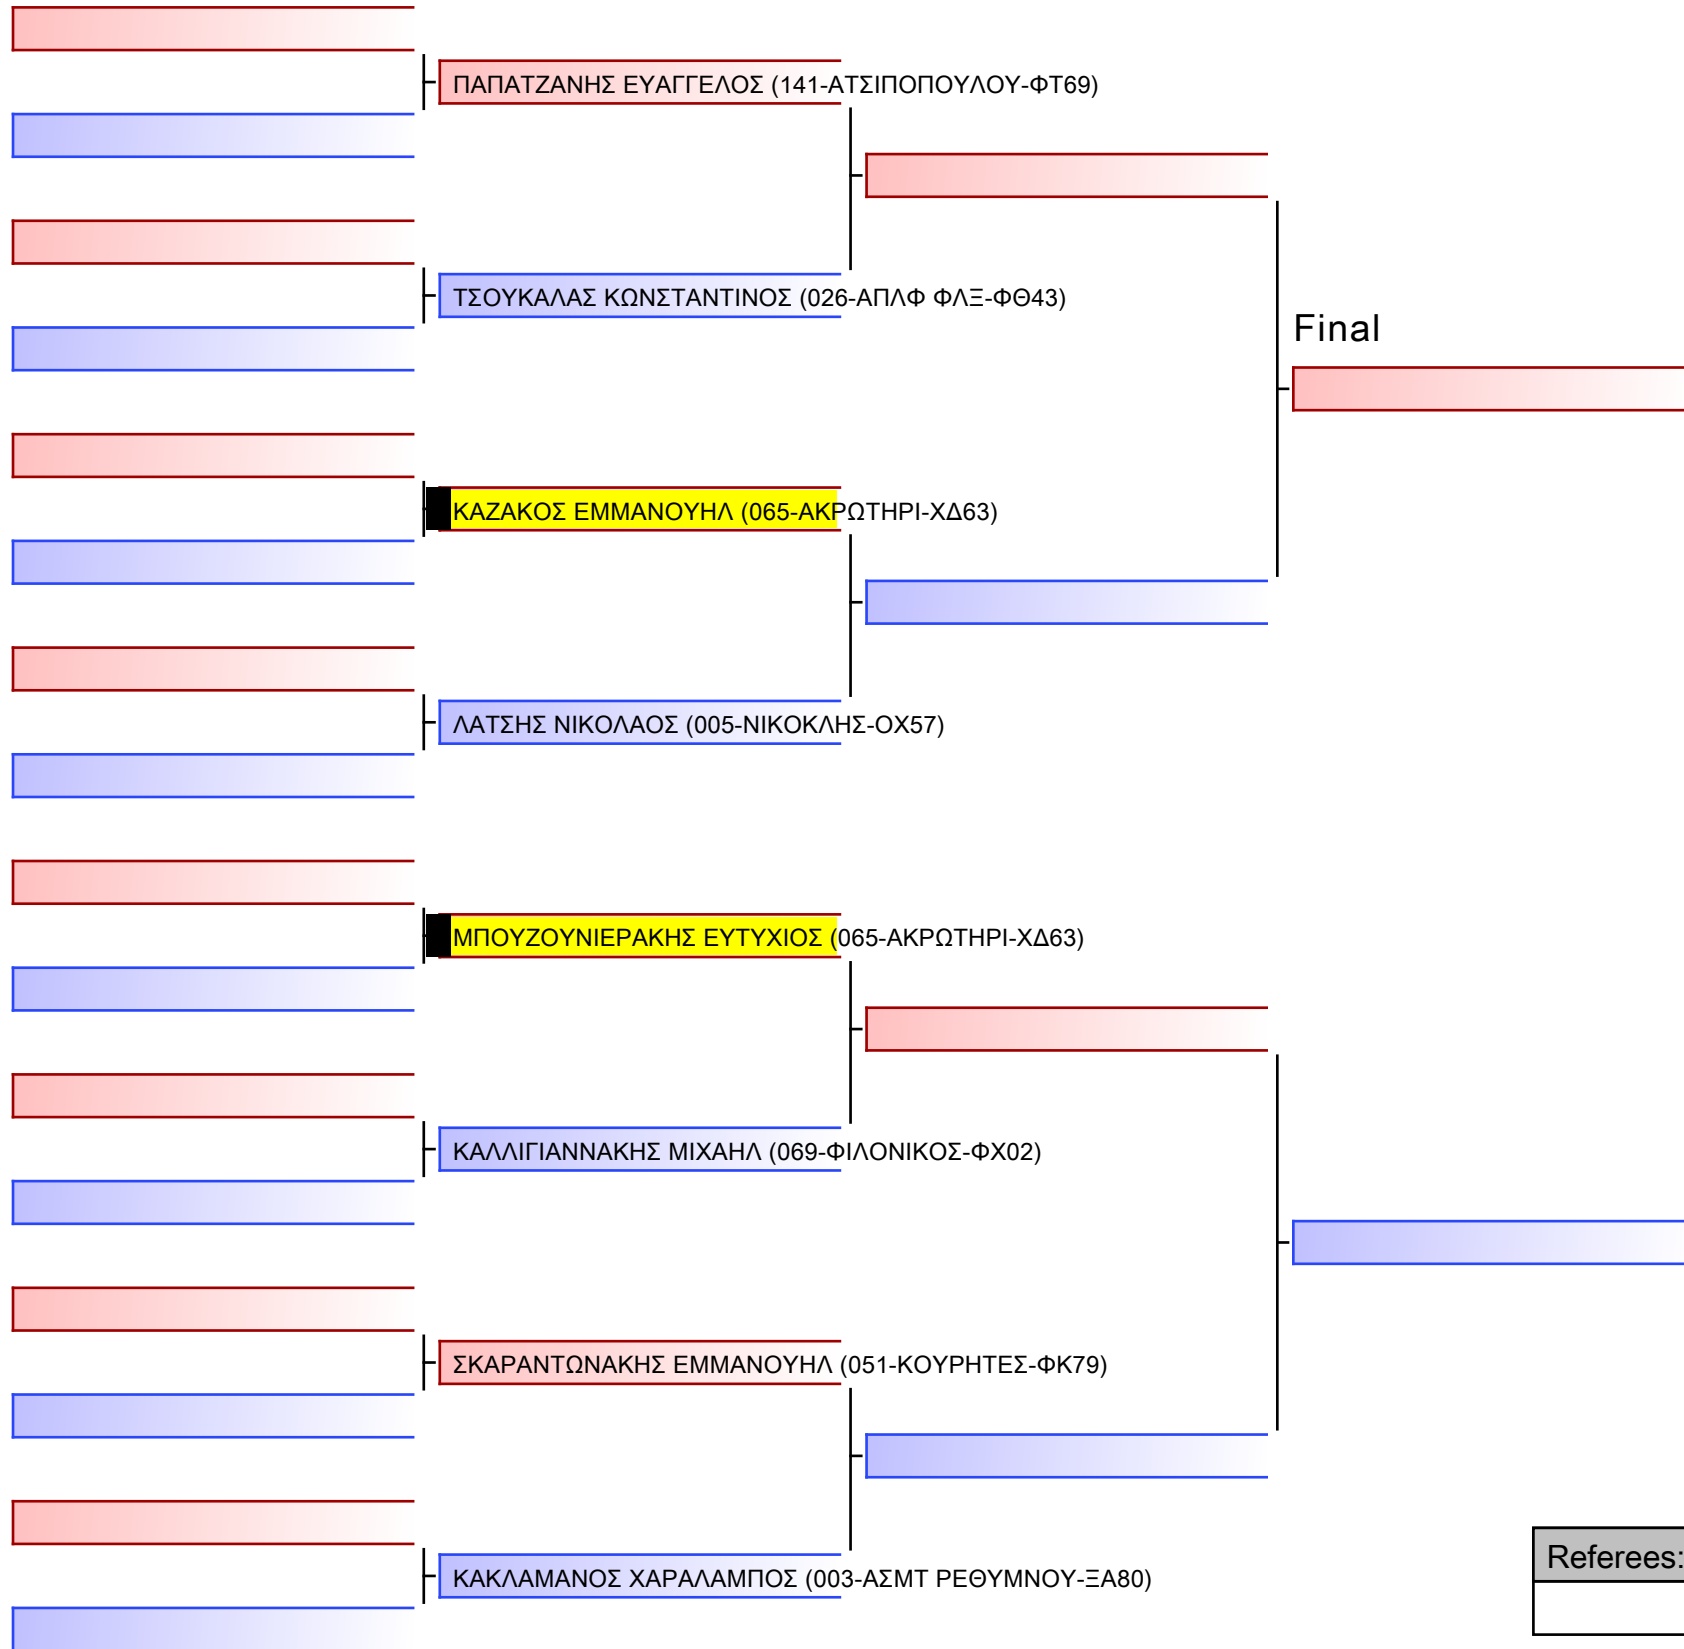 ΠΑΠΑΤΖΑΝΗΣ ΕΥΑΓΓΕΛΟΣ (141-ΑΤΣΙΠΟΠΟΥΛΟΥ-ΦΤ69)
ΤΣΟΥΚΑΛΑΣ ΚΩΝΣΤΑΝΤΙΝΟΣ (026-ΑΠΛΦ ΦΛΞ-ΦΘ43)
Final
ΚΑΖΑΚΟΣ ΕΜΜΑΝΟΥΗΛ (065-ΑΚΡΩΤΗΡΙ-ΧΔ63)
ΛΑΤΣΗΣ ΝΙΚΟΛΑΟΣ (005-ΝΙΚΟΚΛΗΣ-ΟΧ57)
ΜΠΟΥΖΟΥΝΙΕΡΑΚΗΣ ΕΥΤΥΧΙΟΣ (065-ΑΚΡΩΤΗΡΙ-ΧΔ63)
ΚΑΛΛΙΓΙΑΝΝΑΚΗΣ ΜΙΧΑΗΛ (069-ΦΙΛΟΝΙΚΟΣ-ΦΧ02)
ΣΚΑΡΑΝΤΩΝΑΚΗΣ ΕΜΜΑΝΟΥΗΛ (051-ΚΟΥΡΗΤΕΣ-ΦΚ79)
ΚΑΚΛΑΜΑΝΟΣ ΧΑΡΑΛΑΜΠΟΣ (003-ΑΣΜΤ ΡΕΘΥΜΝΟΥ-ΞΑ80)
Referees: